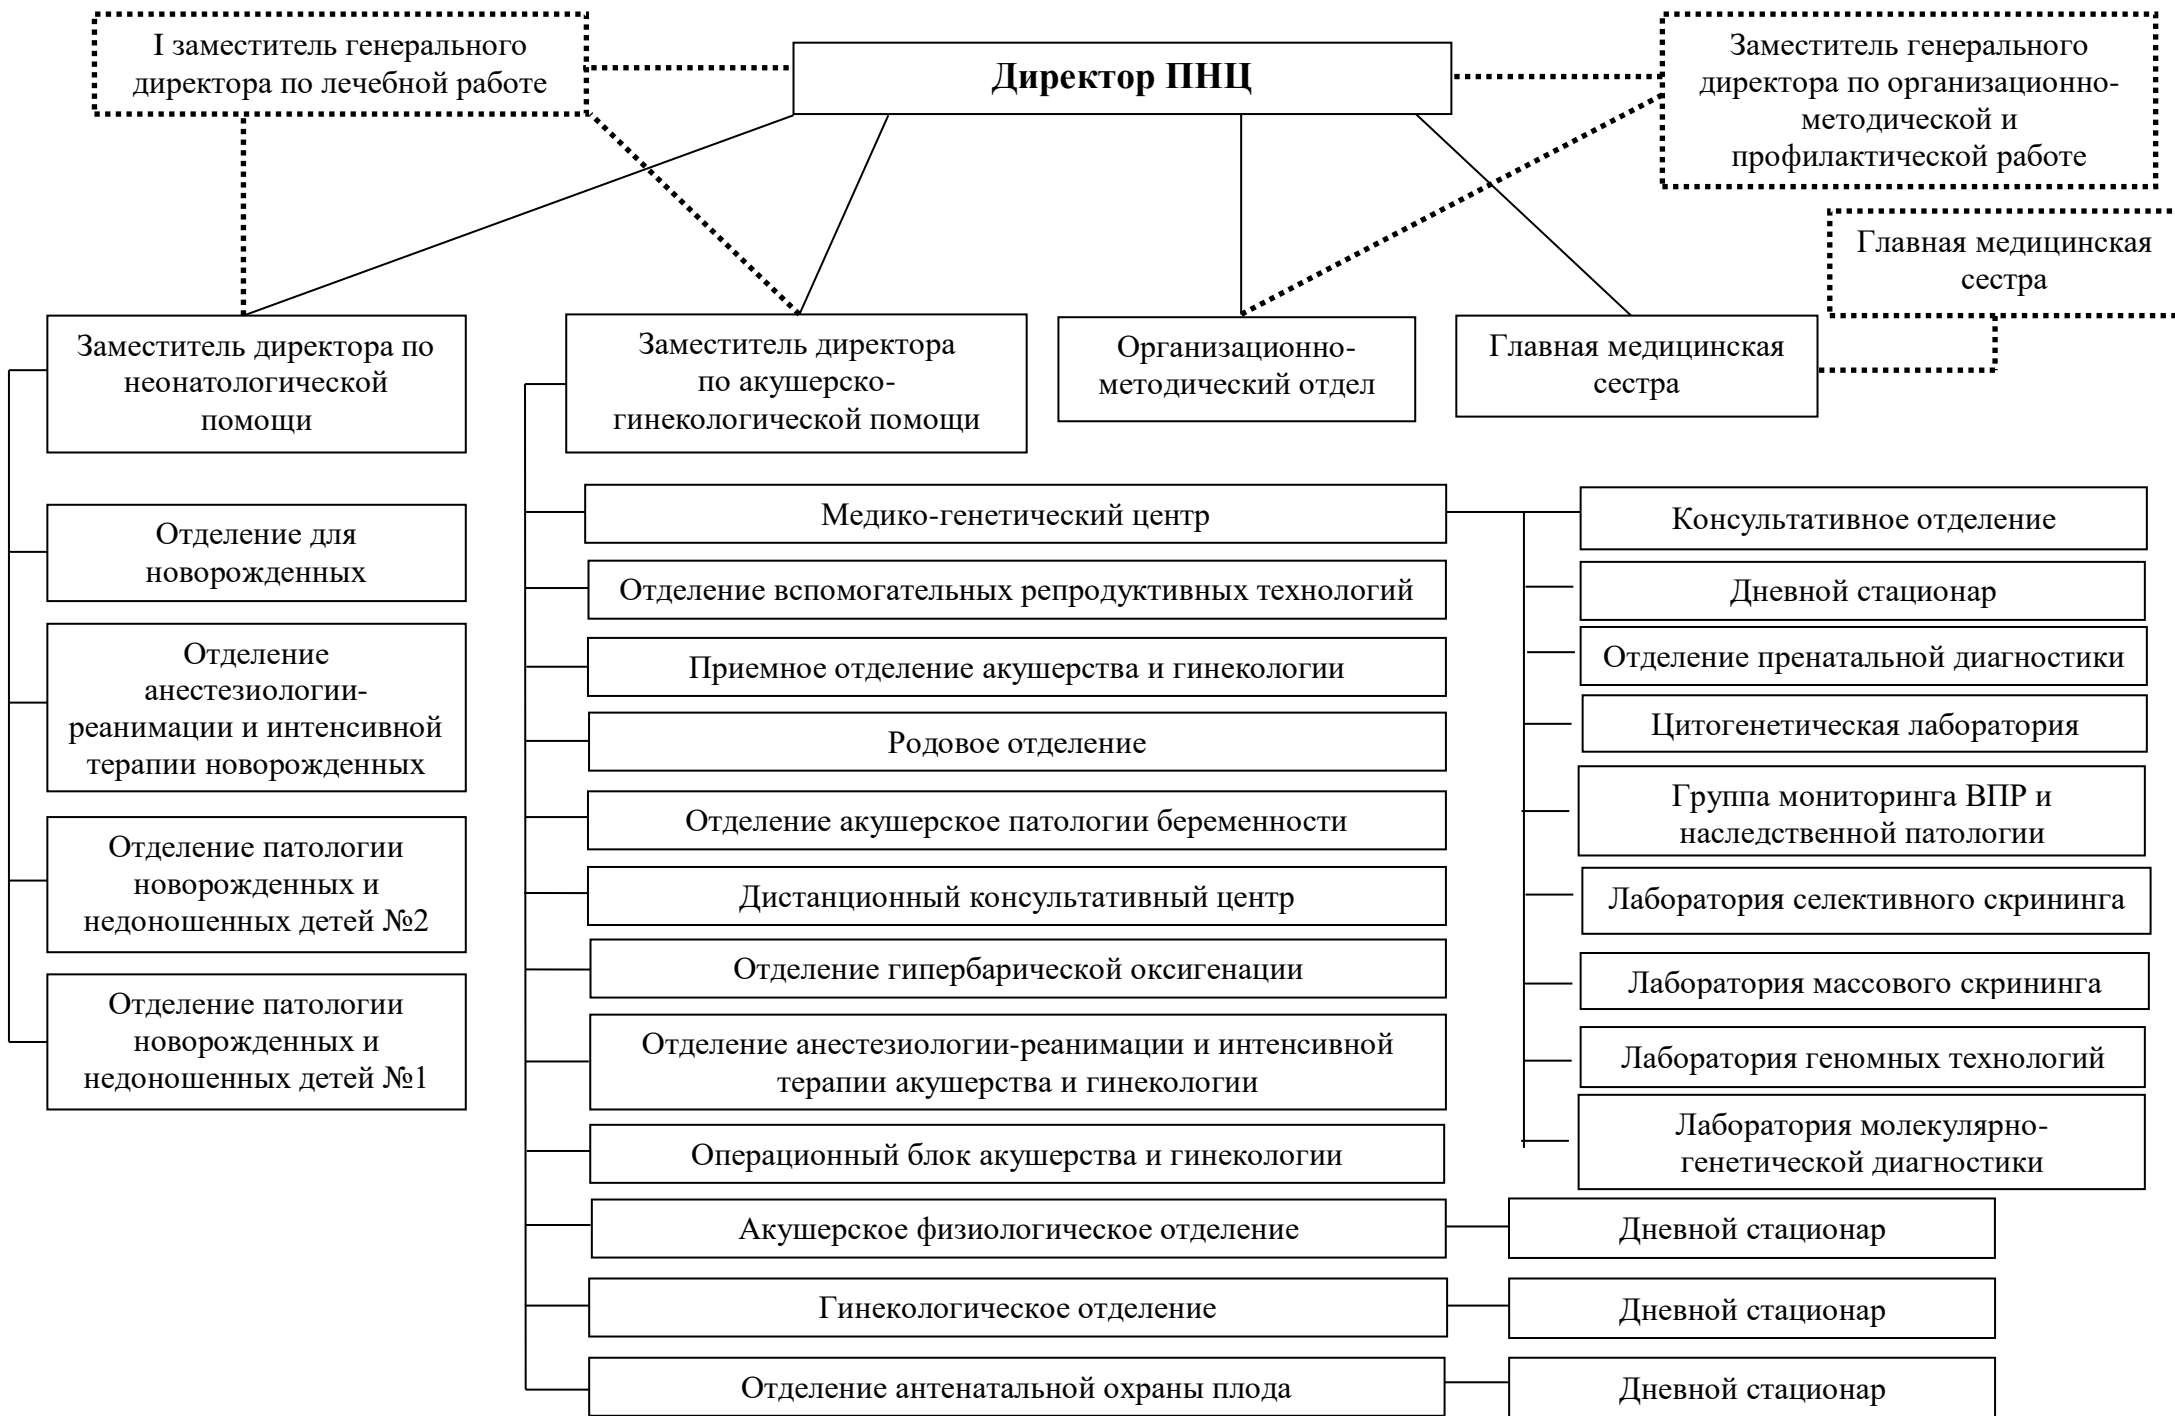 I заместитель генерального
директора по лечебной работе
Директор ПНЦ
Заместитель генерального
директора по организационно-
методической и
профилактической работе
Главная медицинская
сестра
Заместитель директора по
неонатологической
помощи
Заместитель директора
по акушерско-
гинекологической помощи
Организационно-
методический отдел
Главная медицинская
сестра
Отделение для
новорожденных
Отделение
анестезиологии-
реанимации и интенсивной
терапии новорожденных
Отделение патологии
новорожденных и
недоношенных детей №2
Отделение патологии
новорожденных и
недоношенных детей №1
Медико-генетический центр
Отделение вспомогательных репродуктивных технологий
Приемное отделение акушерства и гинекологии
Родовое отделение
Отделение акушерское патологии беременности
Дистанционный консультативный центр
Отделение гипербарической оксигенации
Отделение анестезиологии-реанимации и интенсивной
терапии акушерства и гинекологии
Операционный блок акушерства и гинекологии
Акушерское физиологическое отделение
Гинекологическое отделение
Отделение антенатальной охраны плода
Консультативное отделение
Дневной стационар
Отделение пренатальной диагностики
Цитогенетическая лаборатория
Группа мониторинга ВПР и
наследственной патологии
Лаборатория селективного скрининга
Лаборатория массового скрининга
Лаборатория геномных технологий
Лаборатория молекулярно-
генетической диагностики
Дневной стационар
Дневной стационар
Дневной стационар